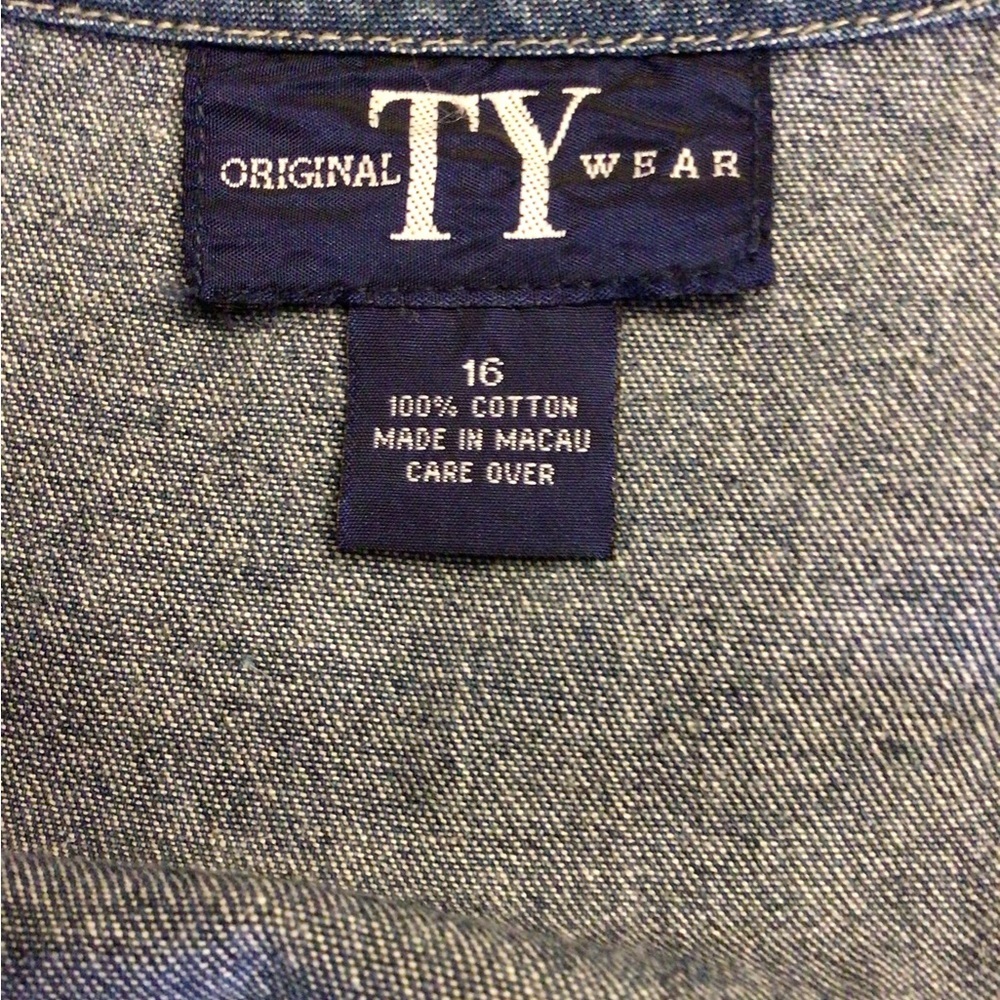 ORIGINAL TY WEAR
16
100% COTTON
MADE IN MACAU
CARE OVER